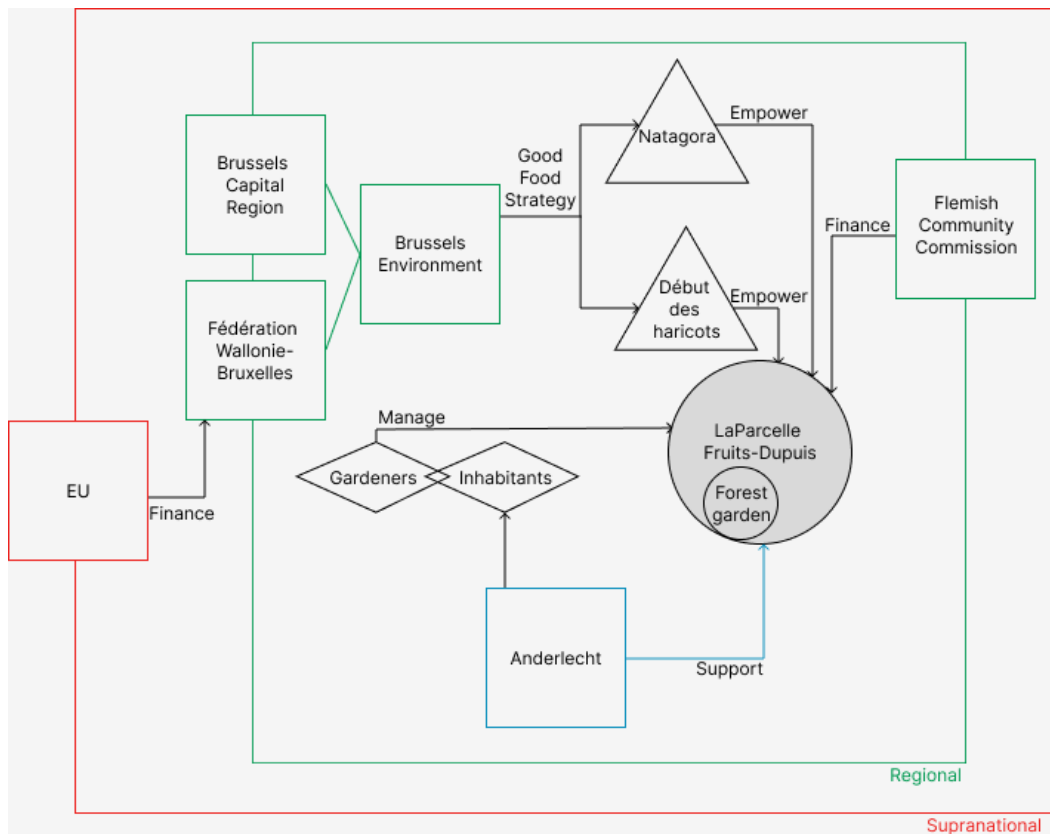 Brussels
Capital
Region
Fédération
Wallonie-
Bruxelles
EU
Finance
Brussels
Environment
Good
Food
Strategy
Natagora
Empower
Début
des
haricots
Empower
Finance
Flemish
Community
Commission
Manage
Gardeners
Inhabitants
LaParcelle
Fruits-Dupuis
Forest
garden
Anderlecht
Support
Regional
Supranational